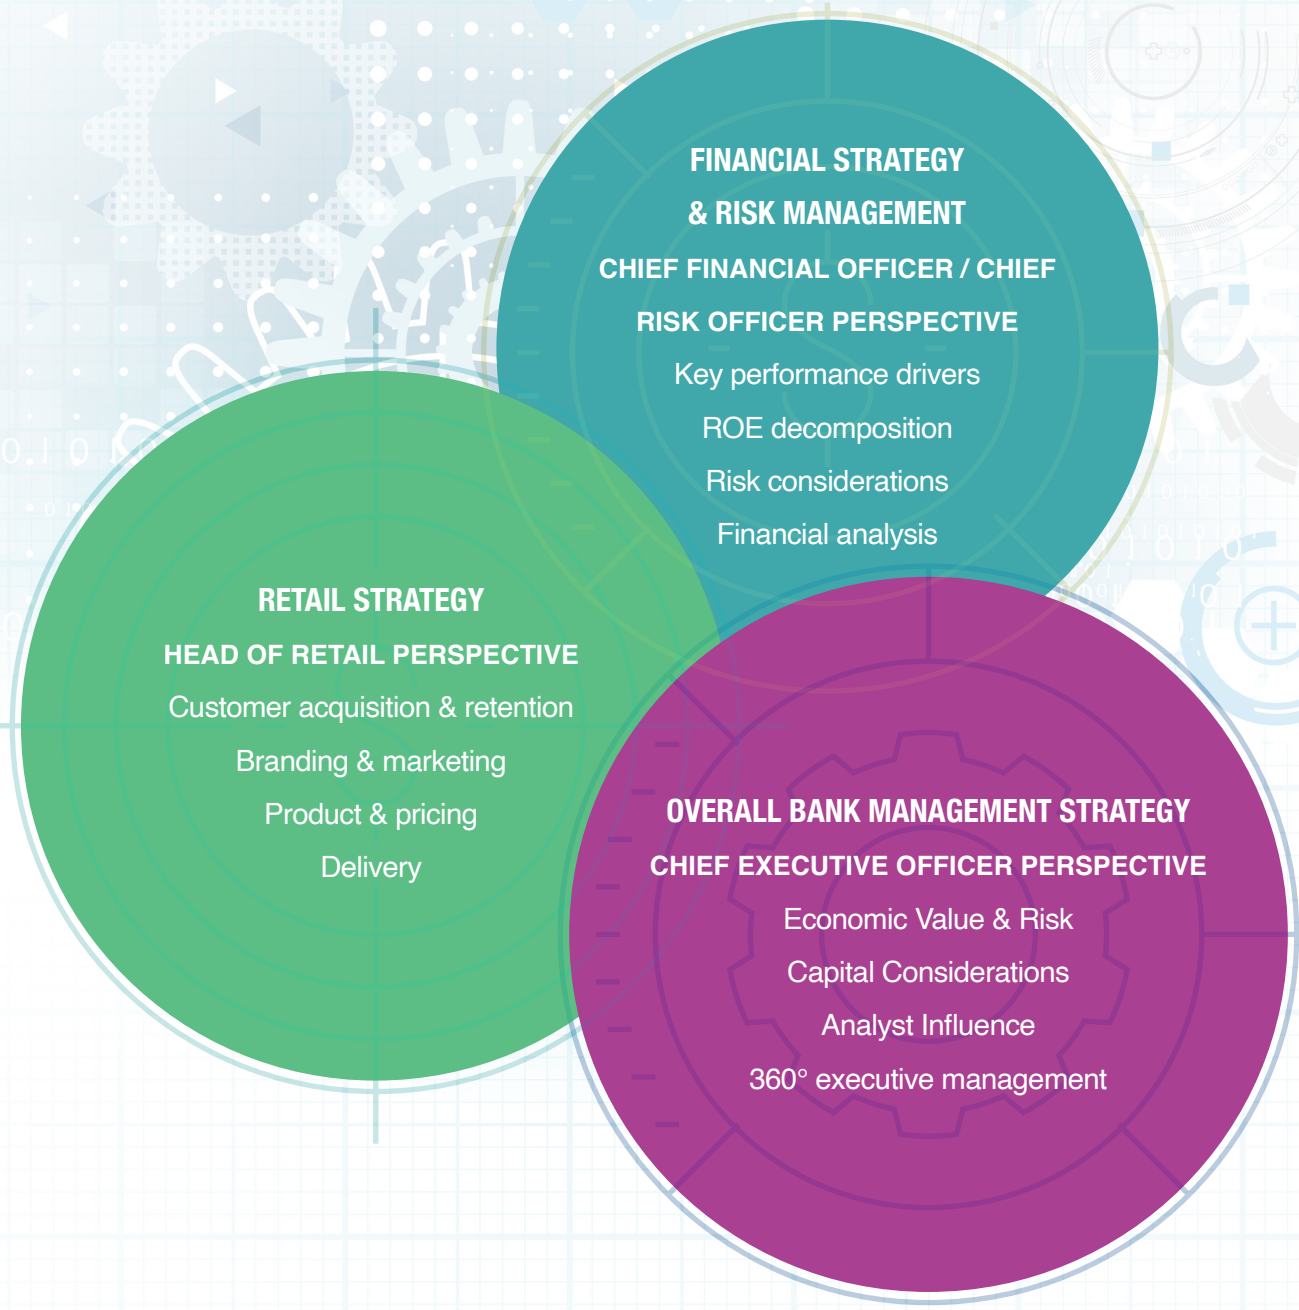 FINANCIAL STRATEGY
& RISK MANAGEMENT
CHIEF FINANCIAL OFFICER / CHIEF
RISK OFFICER PERSPECTIVE
Key performance drivers
ROE decomposition
Risk considerations
Financial analysis
RETAIL STRATEGY
HEAD OF RETAIL PERSPECTIVE
Customer acquisition & retention
Branding & marketing
Product & pricing
Delivery
OVERALL BANK MANAGEMENT STRATEGY
CHIEF EXECUTIVE OFFICER PERSPECTIVE
Economic Value & Risk
Capital Considerations
Analyst Influence
360° executive management